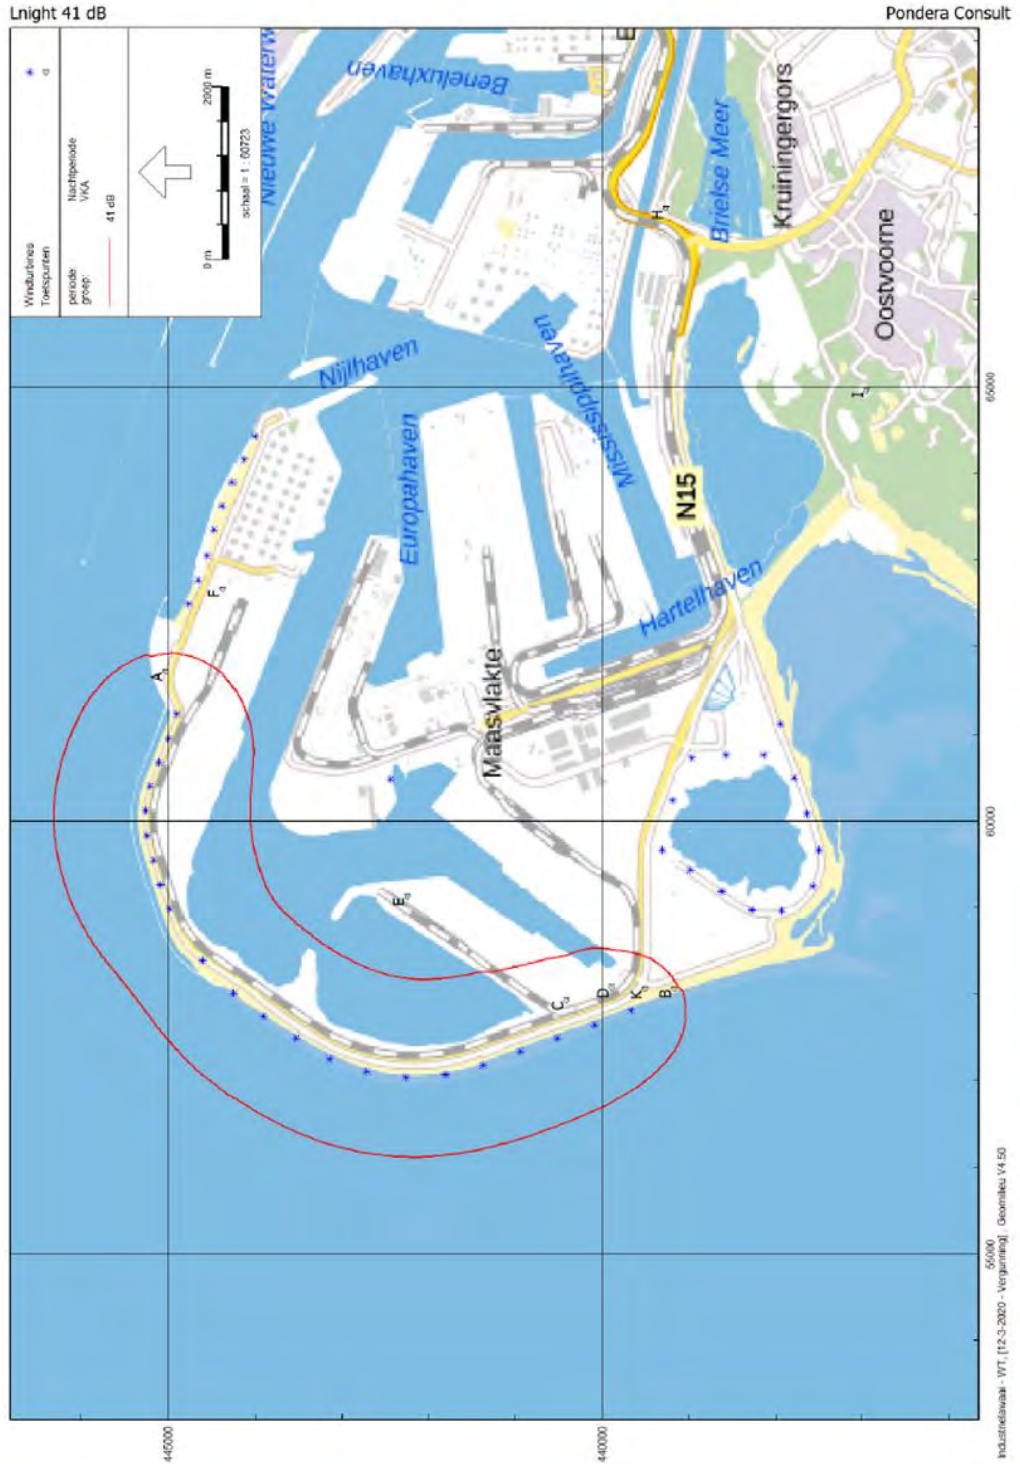 Lnight 41 dB
Pondera Consult
Windturbines
Toetspunten
periode
groep:
Nachtperiode
VKA
41 dB
0 m
2000 m
schaal = 1 : 60723
Nieuwe Waterw
Beneluxhaven
E
Nijlhaven
Europahaven
Mississippihaven
Hartelhaven
Maasvlakte
N15
Brielse Meer
Kruiningergors
Oostvoorne
A
F
E
C
D
K
B
H
I
65000
60000
55000
445000
440000
Industrielawaai - WT, [12-3-2020 - Vergunning] , Geomilieu V4.50